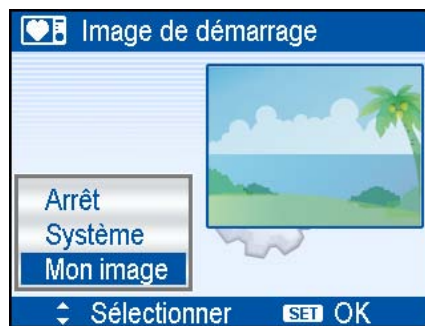 Image de démarrage
Arrêt
Système
Mon image
Sélectionner SET OK